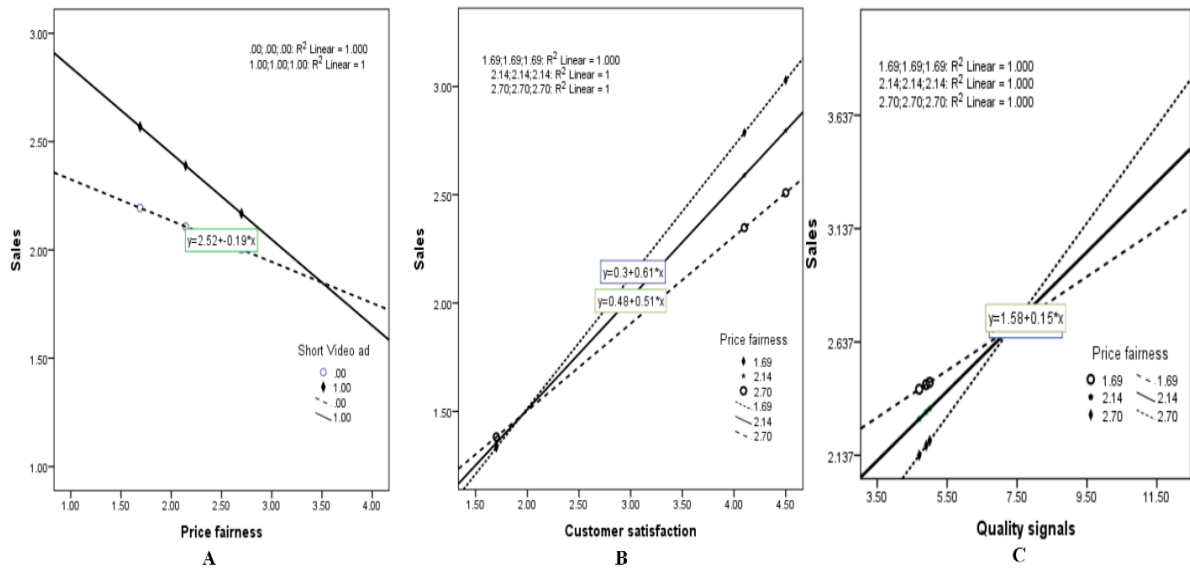 3.00
2.50
2.00
1.50
1.00
Sales
.00;.00;.00: R² Linear = 1.000
1.00;1.00;1.00: R² Linear = 1
y=2.52+-0.19*x
Short Video ad
.00
1.00
.00
1.00
1.00 1.50 2.00 2.50 3.00 3.50 4.00
Price fairness
A
3.00
2.50
2.00
1.50
Sales
1.69;1.69;1.69: R² Linear = 1.000
2.14;2.14;2.14: R² Linear = 1
2.70;2.70;2.70: R² Linear = 1
y=0.3+0.61*x
y=0.48+0.51*x
Price fairness
1.69
2.14
2.70
1.69
2.14
2.70
1.50 2.00 2.50 3.00 3.50 4.00 4.50
Customer satisfaction
B
3.637
3.137
2.637
2.137
Sales
1.69;1.69;1.69: R² Linear = 1.000
2.14;2.14;2.14: R² Linear = 1.000
2.70;2.70;2.70: R² Linear = 1.000
y=1.58+0.15*x
Price fairness
1.69 1.69
2.14 2.14
2.70 2.70
3.50 5.50 7.50 9.50 11.50
Quality signals
C